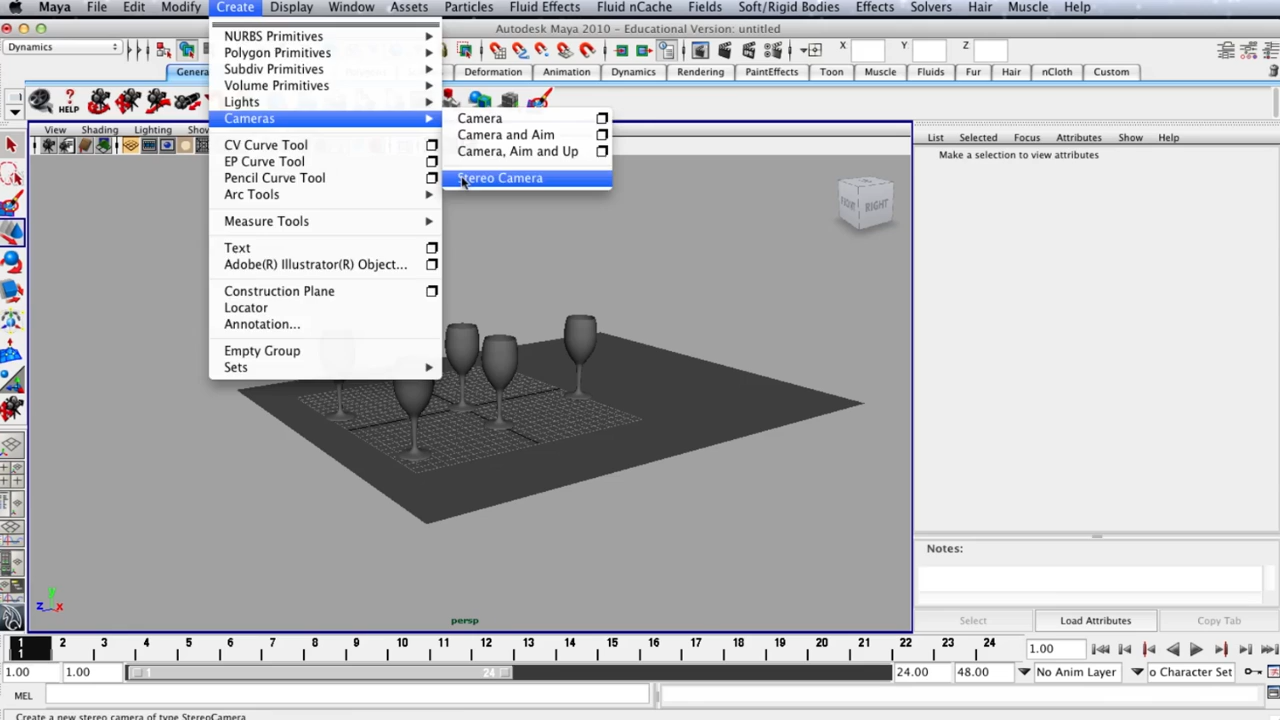 Maya File Edit Modify Create Display Window Assets Particles Fluid Effects Fluid nCache Fields Soft/Rigid Bodies Effects Solvers Hair Muscle Help
Autodesk Maya 2010 - Educational Version: untitled
Dynamics
X Y Z
Genera Deformation Animation Dynamics Rendering PaintEffects Toon Muscle Fluids Fur Hair nCloth Custom
HELP
View Shading Lighting Sho
NURBS Primitives
Polygon Primitives
Subdiv Primitives
Volume Primitives
Lights
Cameras
CV Curve Tool
EP Curve Tool
Pencil Curve Tool
Arc Tools
Measure Tools
Text
Adobe(R) Illustrator(R) Object...
Construction Plane
Locator
Annotation...
Empty Group
Sets
Camera
Camera and Aim
Camera, Aim and Up
Stereo Camera
List Selected Focus Attributes Show Help
Make a selection to view attributes
RIGHT
Notes:
Select Load Attributes Copy Tab
y
z x
persp
1 2 3 4 5 6 7 8 9 10 11 12 13 14 15 16 17 18 19 20 21 22 23 24
1
1.00
1.00 1.00 1 24 24.00 48.00 No Anim Layer o Character Set
MEL
Create a new stereo camera of type StereoCamera